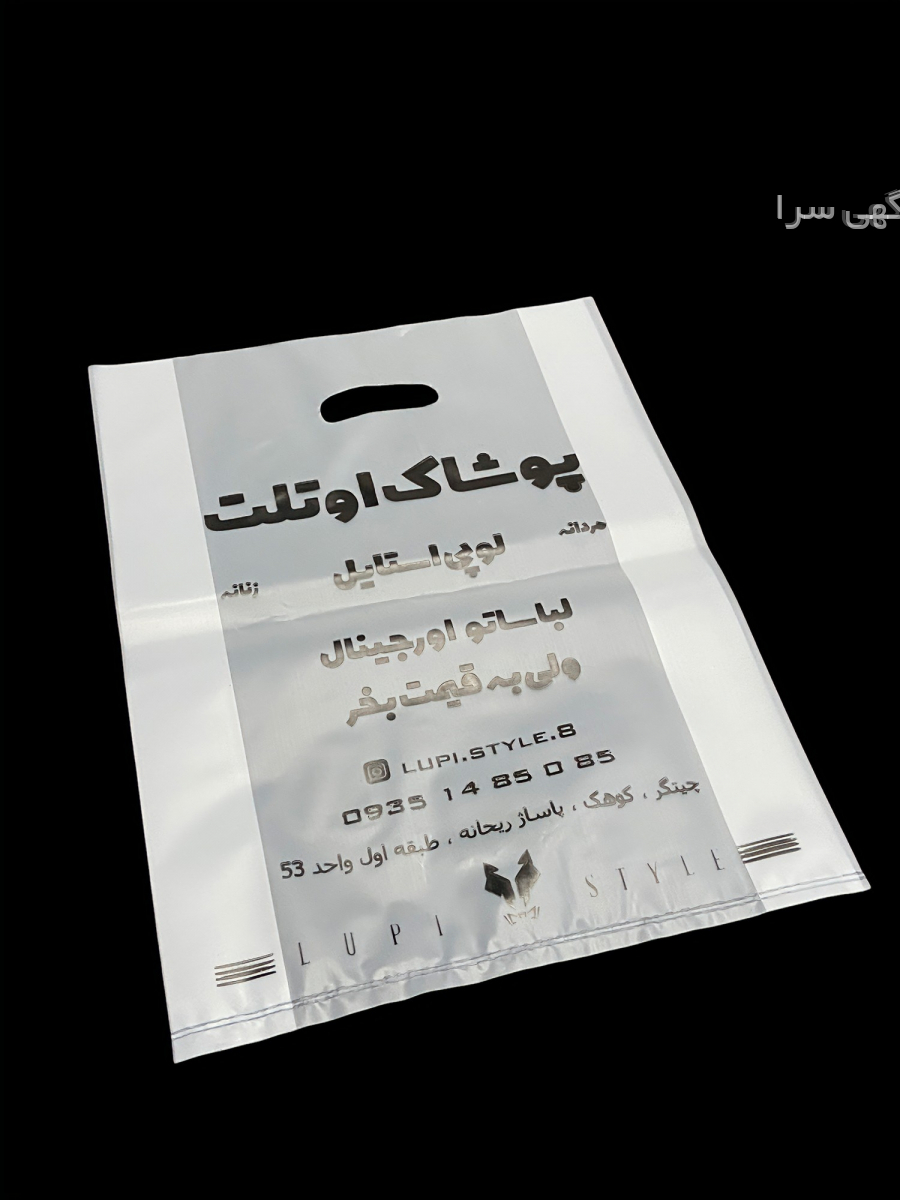 گهی سرا
پوشاک اوتلت
مردانه
لوپی استایل
زنانه
لباساتو اورجینال
ولی به قیمت بخر
LUPI.STYLE.8
0935 14 85 0 85
چیتگر ، کوهک ، پاساژ ریحانه ، طبقه اول واحد 53
LUPI STYLE